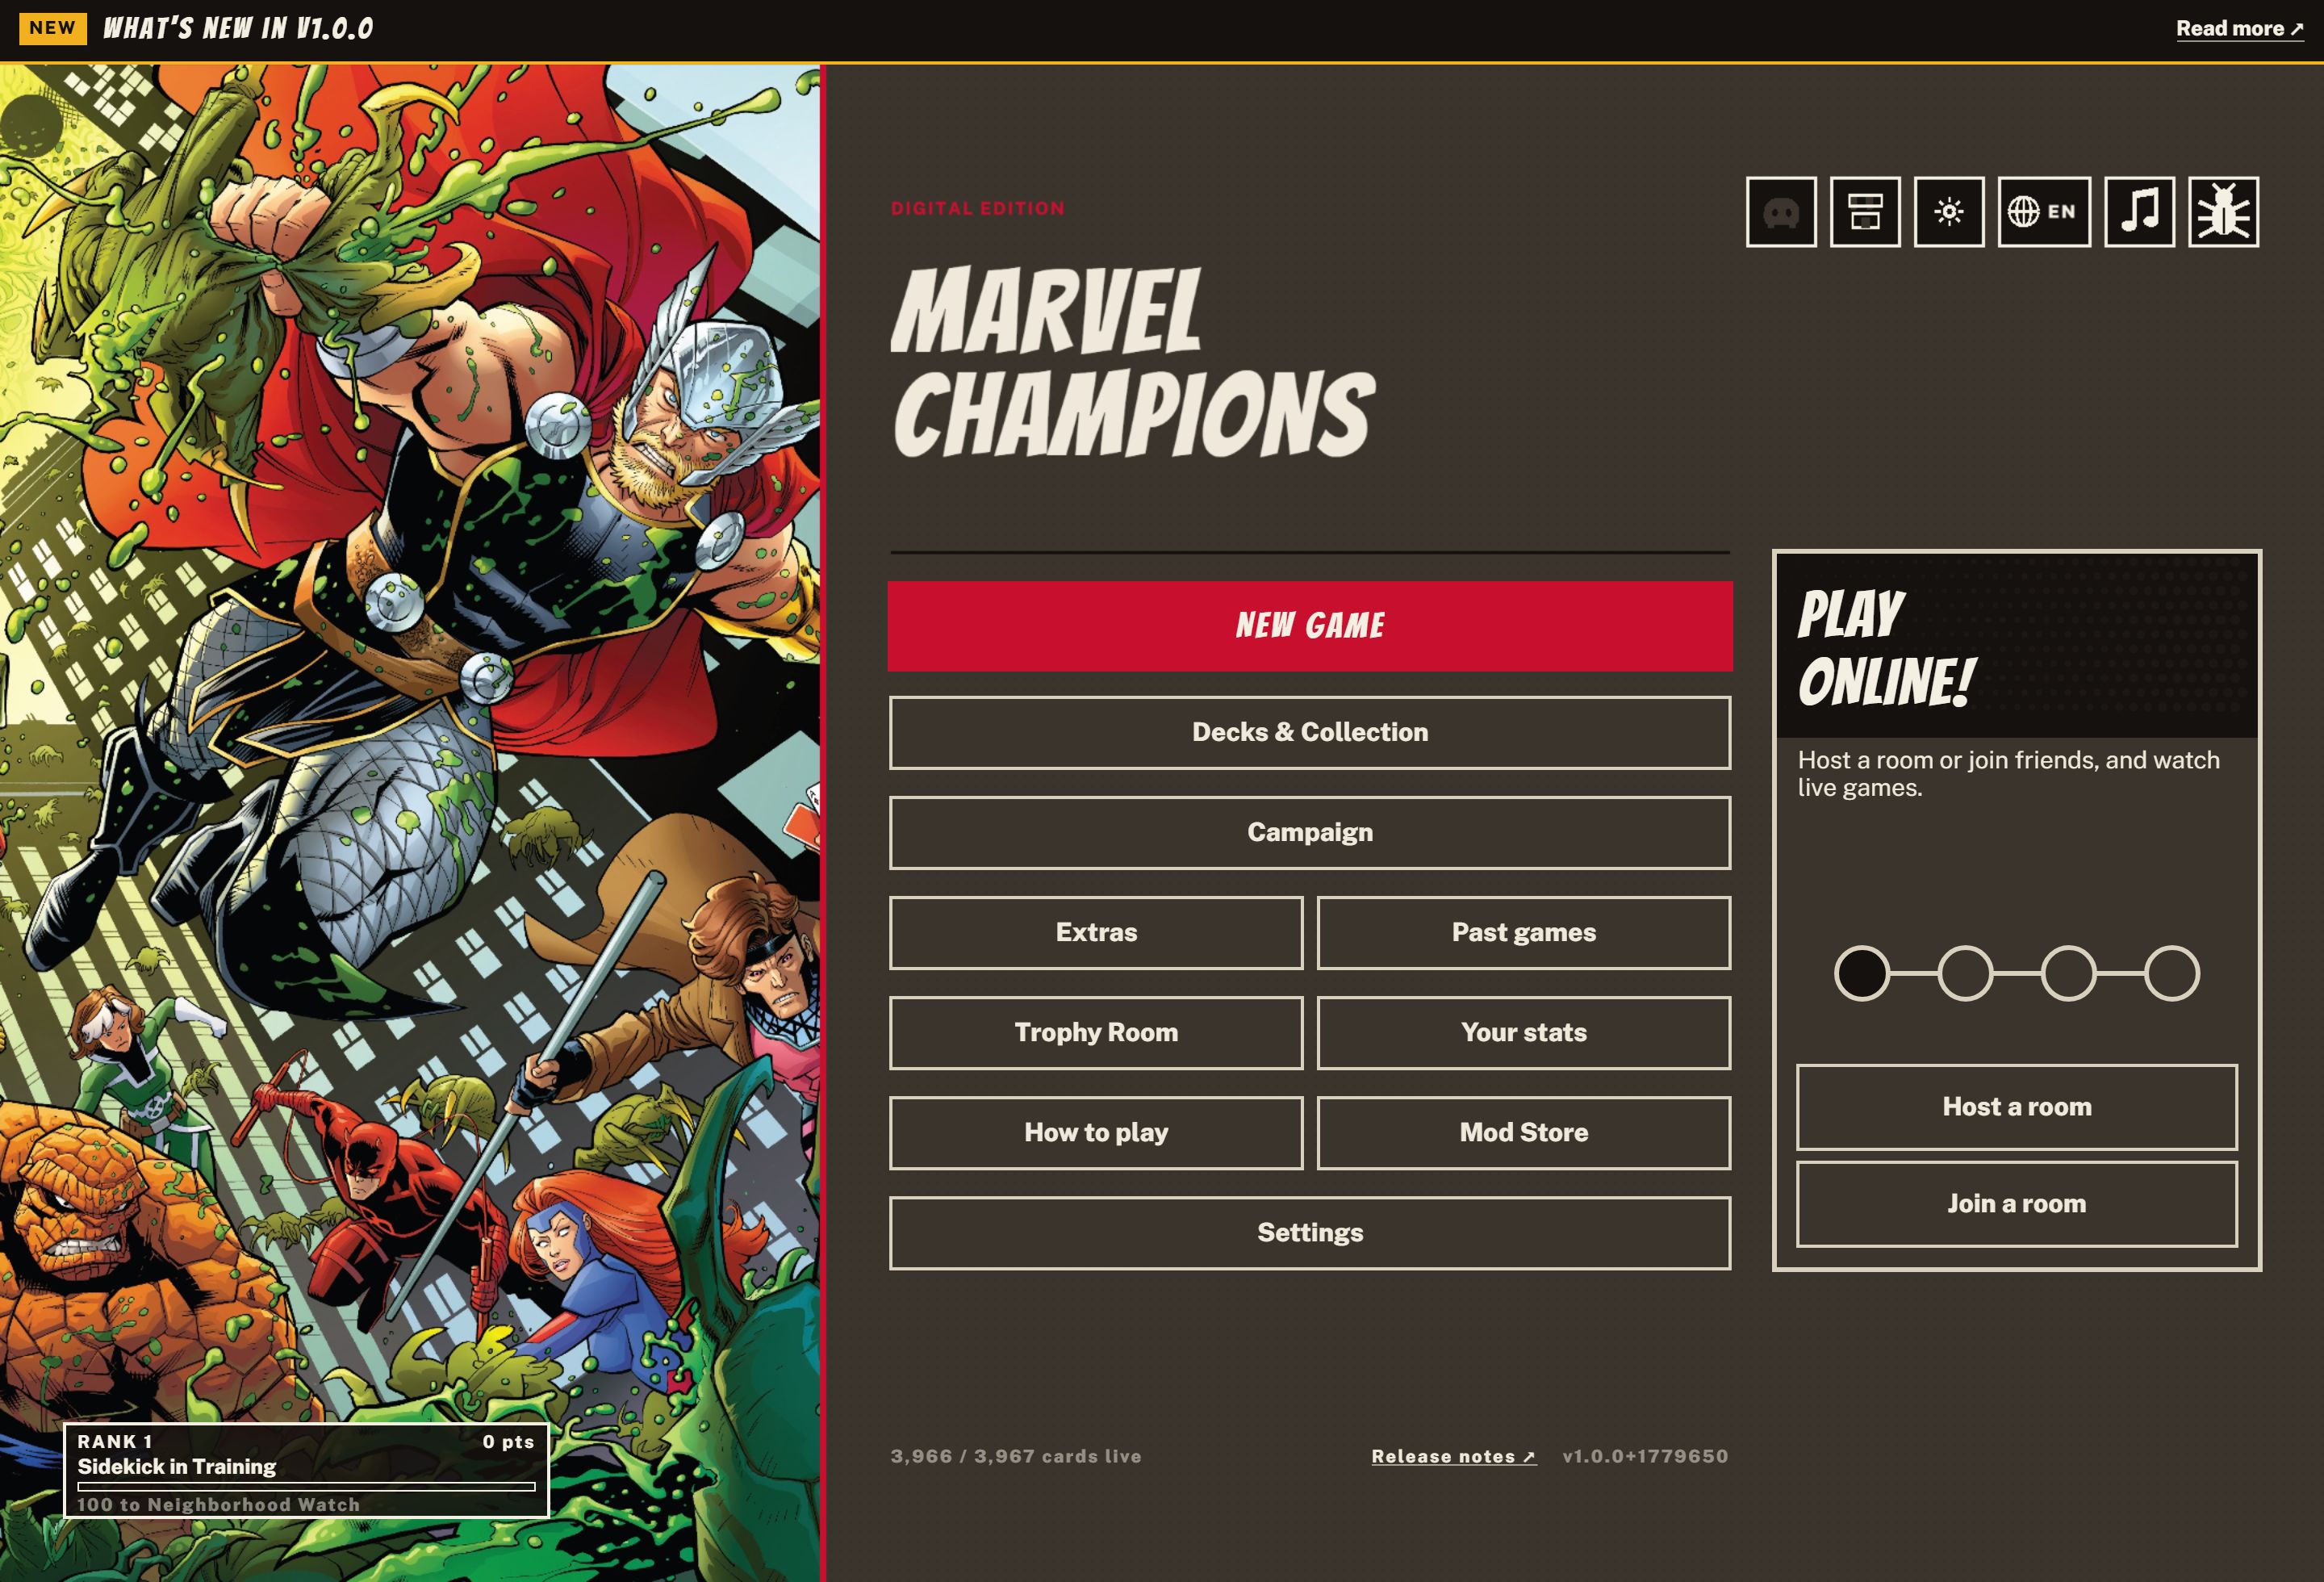 NEW WHAT'S NEW IN V1.0.0
Read more ↗
DIGITAL EDITION
EN
MARVEL
CHAMPIONS
NEW GAME
Decks & Collection
Campaign
Extras
Past games
Trophy Room
Your stats
How to play
Mod Store
Settings
PLAY
ONLINE!
Host a room or join friends, and watch
live games.
Host a room
Join a room
RANK 1 0 pts
Sidekick in Training
100 to Neighborhood Watch
3,966 / 3,967 cards live
Release notes ↗ v1.0.0+1779650